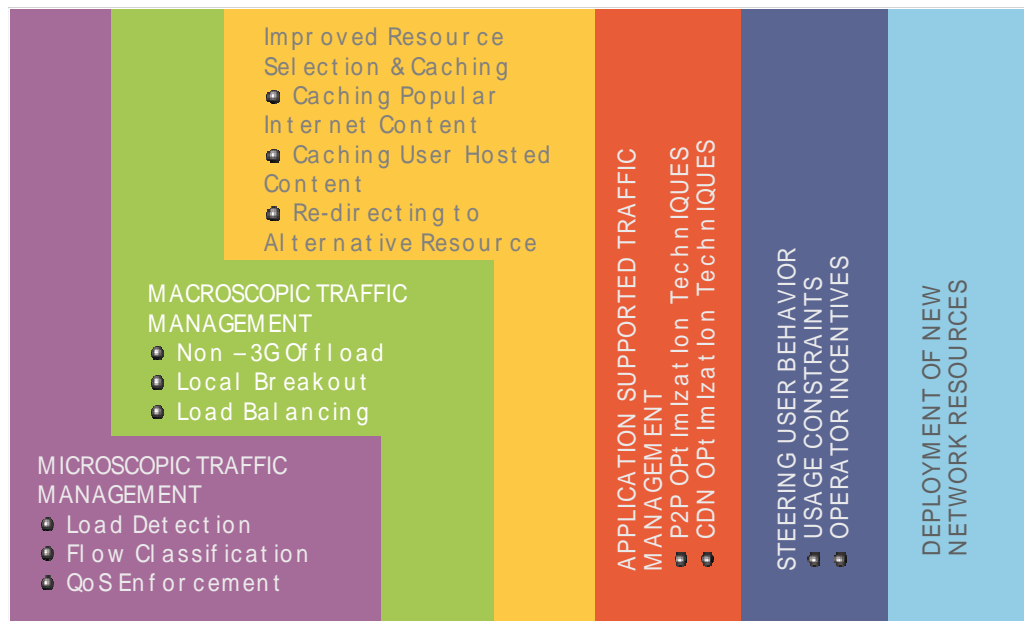 Improved Resource
Selection & Caching
Caching Popular
Internet Content
Caching User Hosted
Content
Re-directing to
Alternative Resource
MACROSCOPIC TRAFFIC
MANAGEMENT
Non –3G Offload
Local Breakout
Load Balancing
MICROSCOPIC TRAFFIC
MANAGEMENT
Load Detection
Flow Classification
QoS Enforcement
APPLICATION SUPPORTED TRAFFIC
MANAGEMENT
P2P OPtImIzatIon TechnIQUES
CDN OPtImIzatIon TechnIQUES
STEERING USER BEHAVIOR
USAGE CONSTRAINTS
OPERATOR INCENTIVES
DEPLOYMENT OF NEW
NETWORK RESOURCES